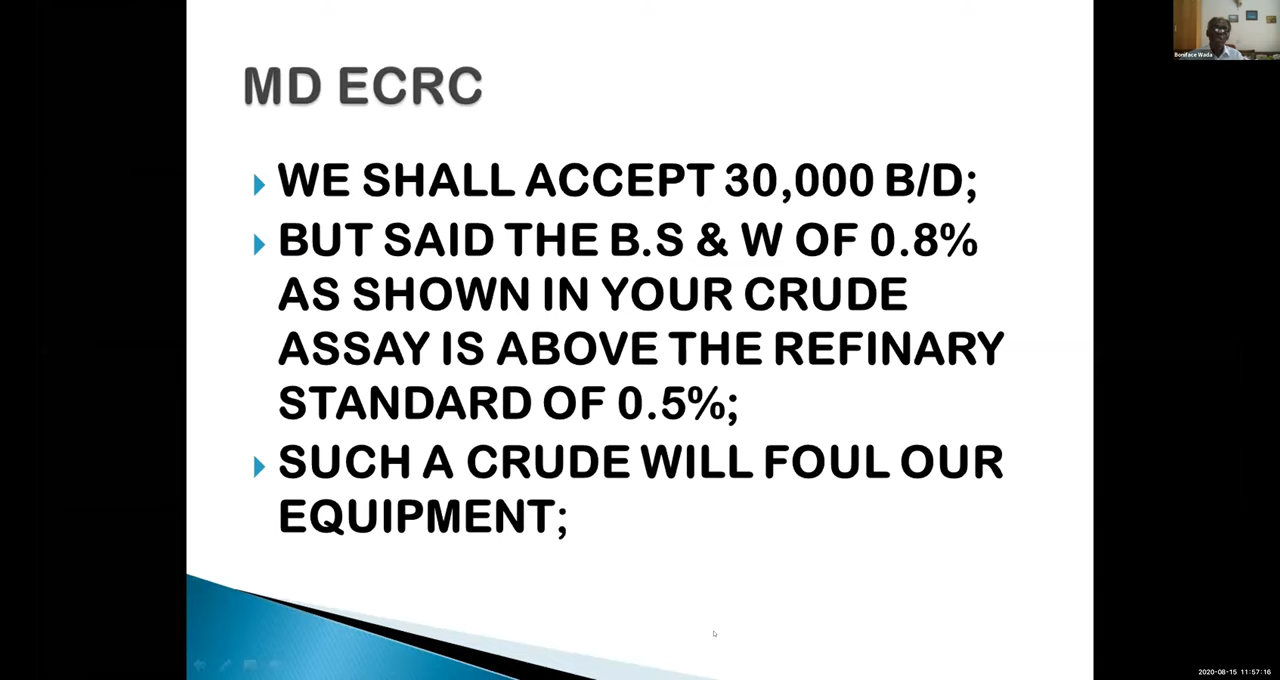 Boniface Wada
MD ECRC
WE SHALL ACCEPT 30,000 B/D;
BUT SAID THE B.S & W OF 0.8%
AS SHOWN IN YOUR CRUDE
ASSAY IS ABOVE THE REFINARY
STANDARD OF 0.5%;
SUCH A CRUDE WILL FOUL OUR
EQUIPMENT;
2020-08-15 11:57:16